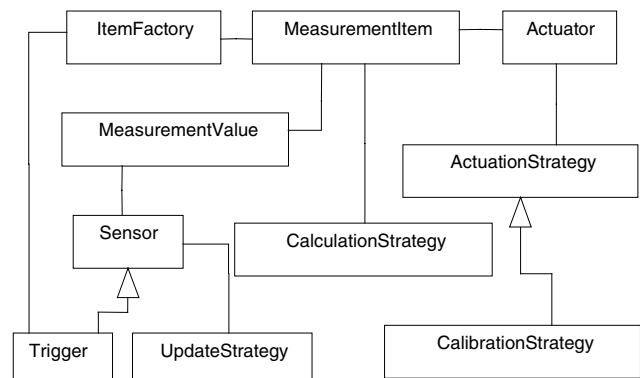 ItemFactory
MeasurementItem
Actuator
MeasurementValue
ActuationStrategy
Sensor
CalculationStrategy
Trigger
UpdateStrategy
CalibrationStrategy